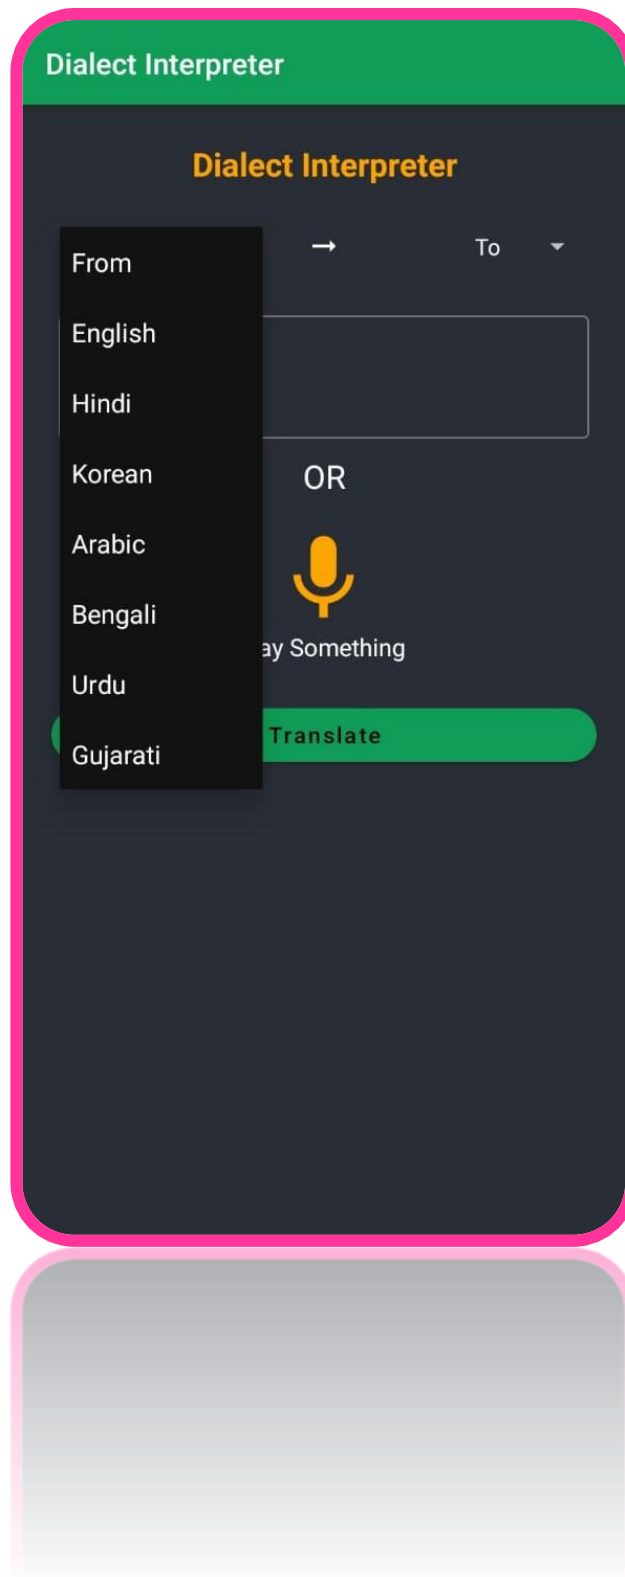 Dialect Interpreter
Dialect Interpreter
From
To
English
Hindi
Korean
OR
Arabic
Bengali
ay Something
Urdu
Translate
Gujarati